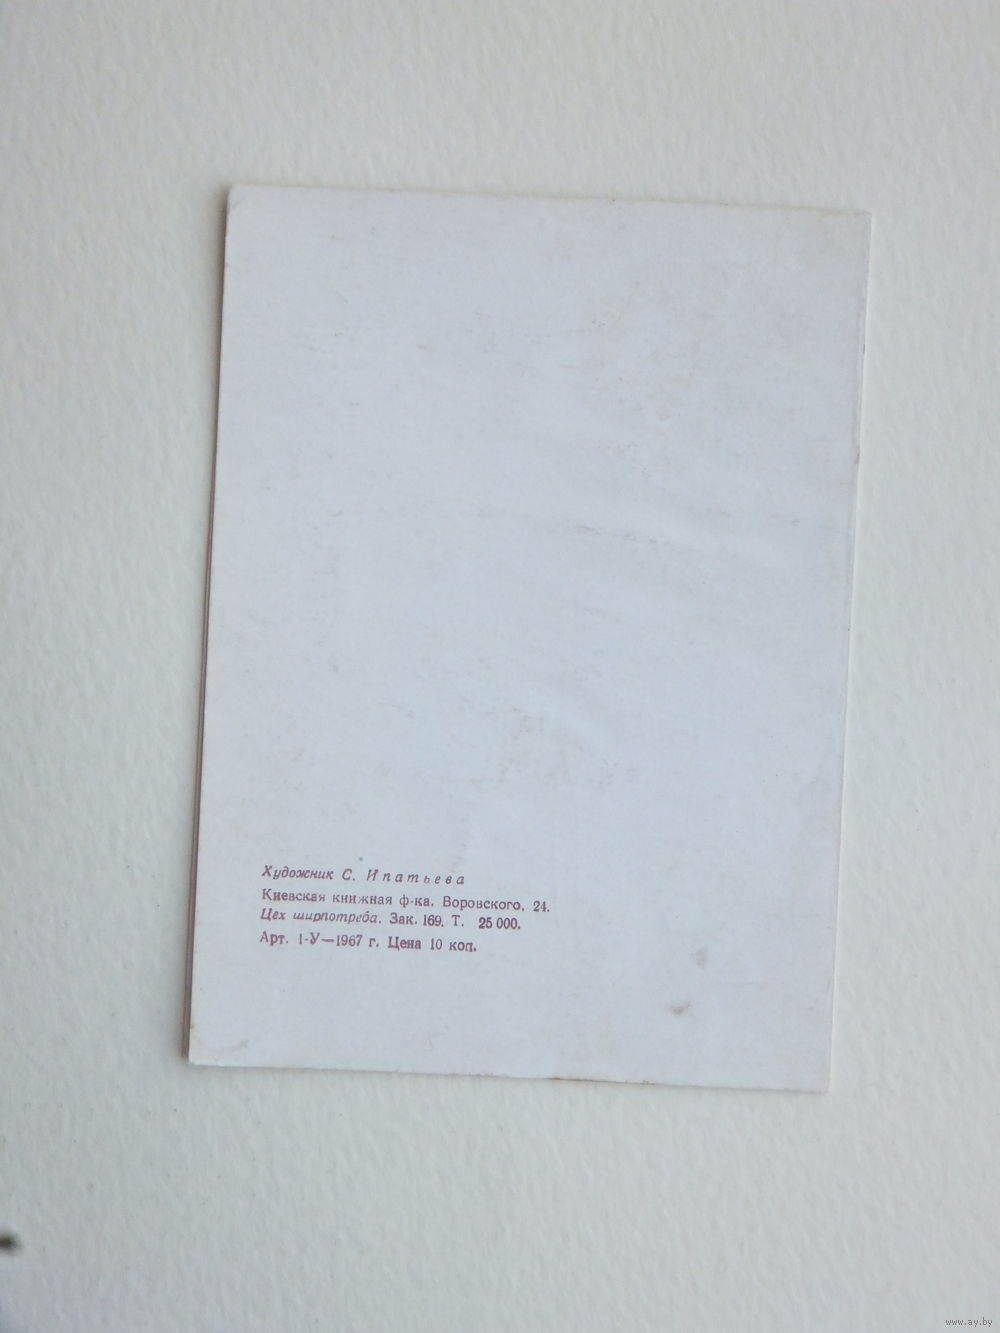 Художник С. Ипатьева
Киевская книжная ф-ка. Воровского, 24.
Цех ширпотреба. Зак. 169. Т. 25 000.
Арт. 1-У—1967 г. Цена 10 коп.
www.ay.by